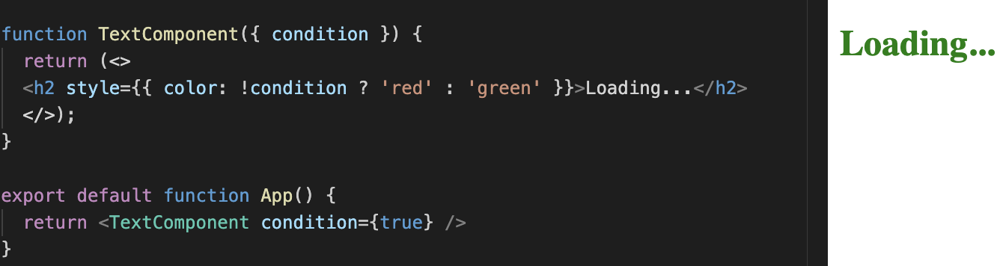 function TextComponent({ condition }) {
return (<>
<h2 style={{ color: !condition ? 'red' : 'green' }}>Loading...</h2>
</>);
}
export default function App() {
return <TextComponent condition={true} />
}
Loading...